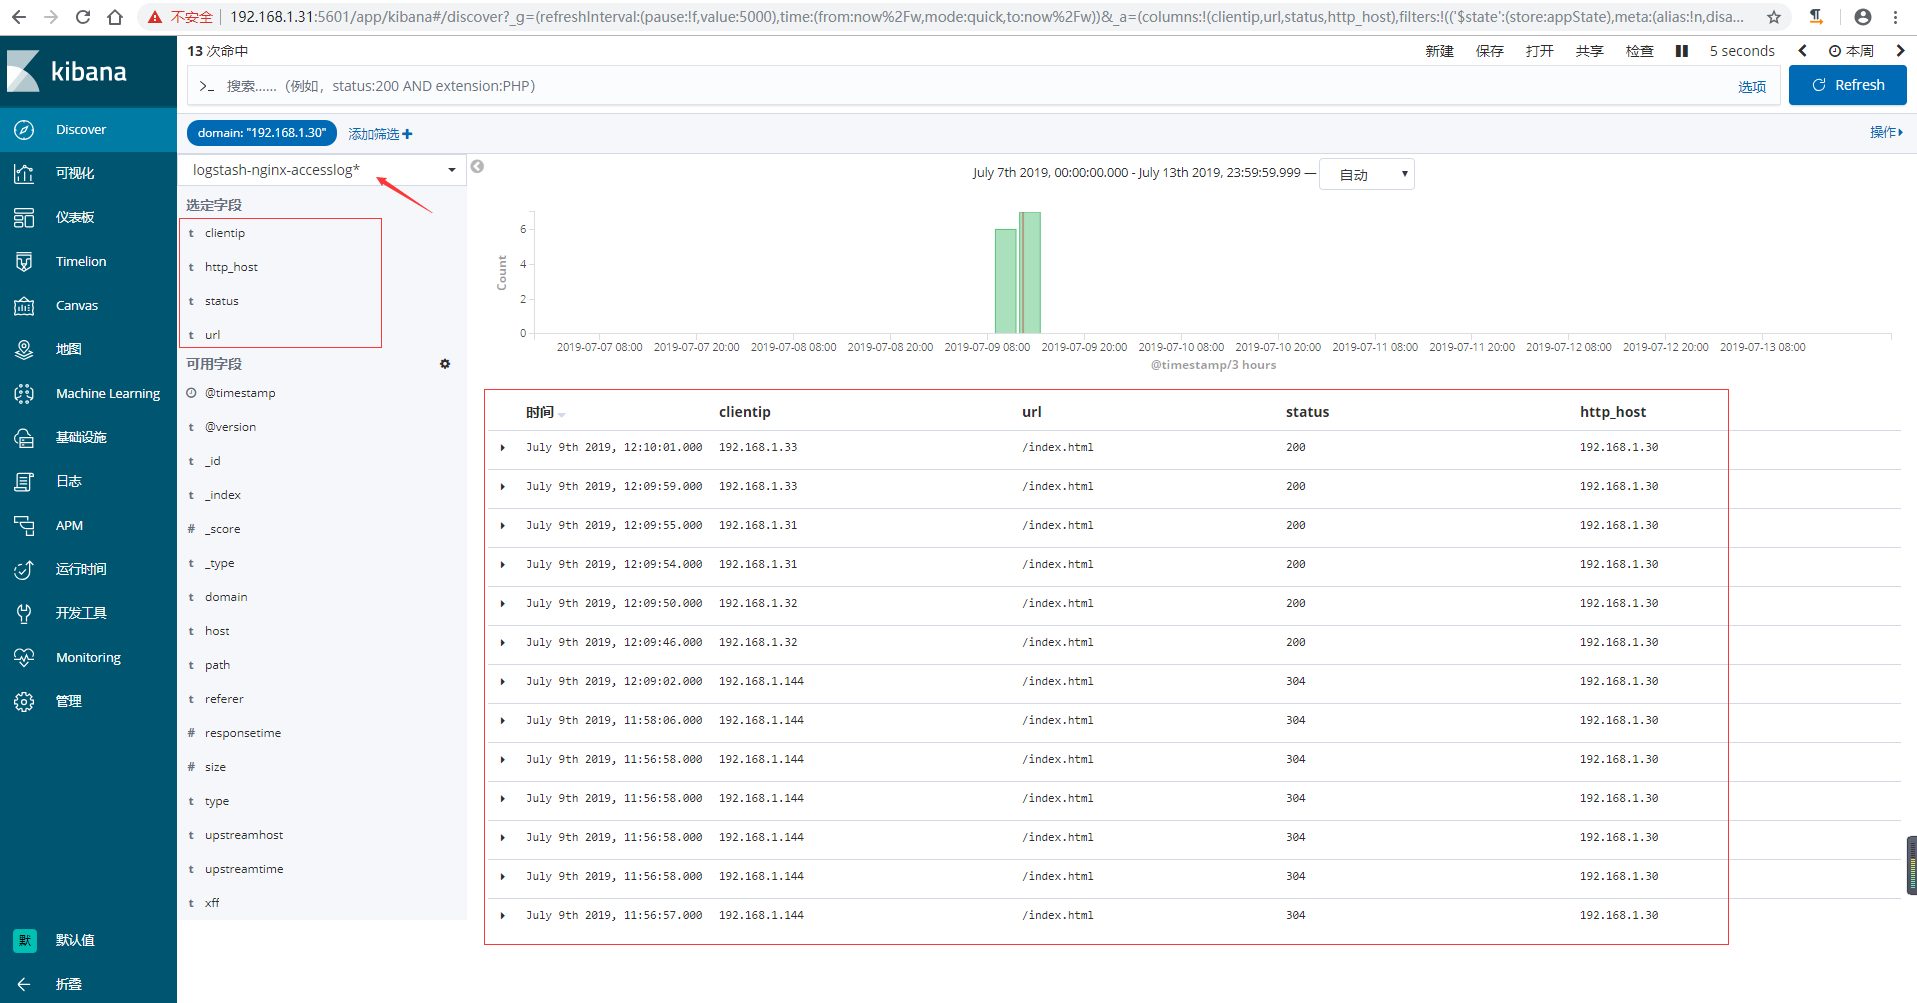 不安全 192.168.1.31:5601/app/kibana#/discover?_g=(refreshInterval:(pause:!f,value:5000),time:(from:now%2Fw,mode:quick,to:now%2Fw))&_a=(columns:!(clientip,url,status,http_host),filters:!(('$state':(store:appState),meta:(alias:!n,disa...
kibana
Discover
可视化
仪表板
Timelion
Canvas
地图
Machine Learning
基础设施
日志
APM
运行时间
开发工具
Monitoring
管理
默 默认值
折叠
13 次命中
新建 保存 打开 共享 检查 5 seconds 本周
>_ 搜索...... (例如，status:200 AND extension:PHP)
选项
Refresh
domain: "192.168.1.30" 添加筛选
操作
logstash-nginx-accesslog*
选定字段
t clientip
t http_host
t status
t url
可用字段
@timestamp
t @version
t _id
t _index
# _score
t _type
t domain
t host
t path
t referer
# responsetime
# size
t type
t upstreamhost
t upstreamtime
t xff
July 7th 2019, 00:00:00.000 - July 13th 2019, 23:59:59.999 — 自动
Count
6
4
2
0
2019-07-07 08:00 2019-07-07 20:00 2019-07-08 08:00 2019-07-08 20:00 2019-07-09 08:00 2019-07-09 20:00 2019-07-10 08:00 2019-07-10 20:00 2019-07-11 08:00 2019-07-11 20:00 2019-07-12 08:00 2019-07-12 20:00 2019-07-13 08:00
@timestamp/3 hours
时间 clientip url status http_host
July 9th 2019, 12:10:01.000 192.168.1.33 /index.html 200 192.168.1.30
July 9th 2019, 12:09:59.000 192.168.1.33 /index.html 200 192.168.1.30
July 9th 2019, 12:09:55.000 192.168.1.31 /index.html 200 192.168.1.30
July 9th 2019, 12:09:54.000 192.168.1.31 /index.html 200 192.168.1.30
July 9th 2019, 12:09:50.000 192.168.1.32 /index.html 200 192.168.1.30
July 9th 2019, 12:09:46.000 192.168.1.32 /index.html 200 192.168.1.30
July 9th 2019, 12:09:02.000 192.168.1.144 /index.html 304 192.168.1.30
July 9th 2019, 11:58:06.000 192.168.1.144 /index.html 304 192.168.1.30
July 9th 2019, 11:56:58.000 192.168.1.144 /index.html 304 192.168.1.30
July 9th 2019, 11:56:58.000 192.168.1.144 /index.html 304 192.168.1.30
July 9th 2019, 11:56:58.000 192.168.1.144 /index.html 304 192.168.1.30
July 9th 2019, 11:56:58.000 192.168.1.144 /index.html 304 192.168.1.30
July 9th 2019, 11:56:57.000 192.168.1.144 /index.html 304 192.168.1.30